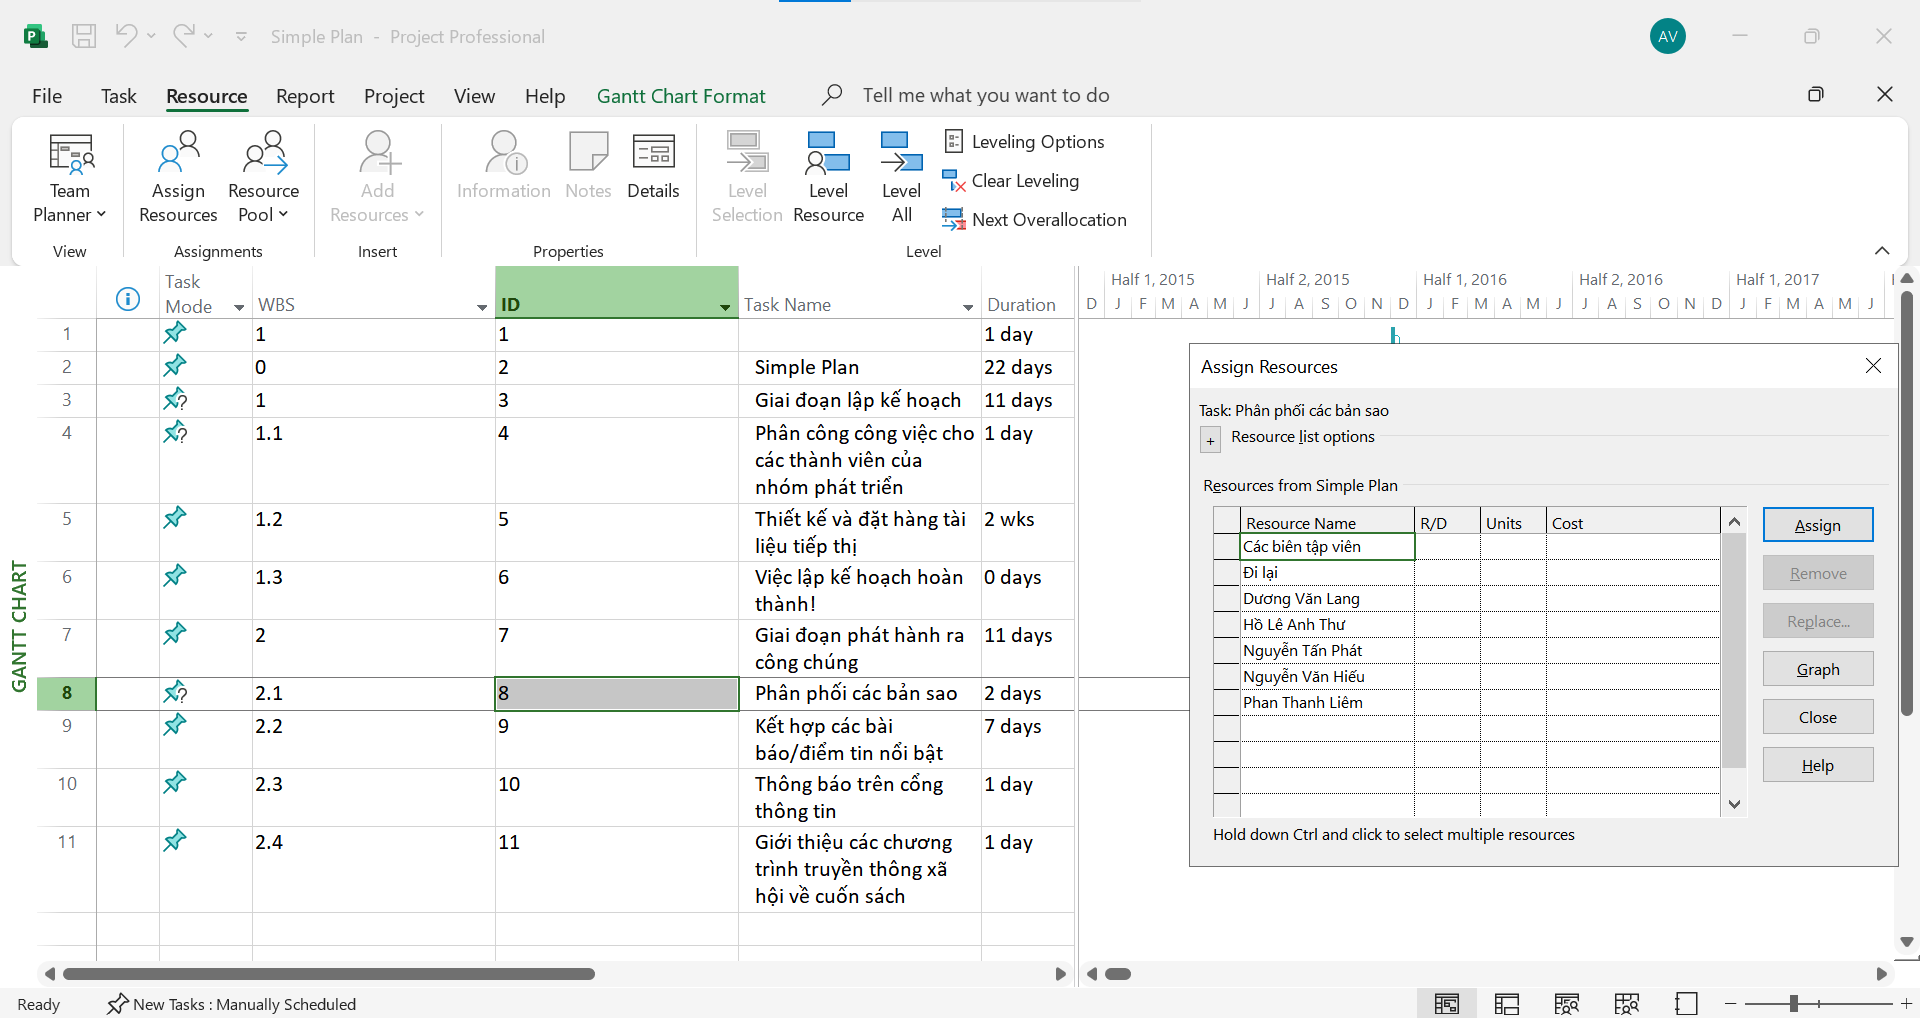 Simple Plan - Project Professional
AV
File Task Resource Report Project View Help Gantt Chart Format Tell me what you want to do
Team Planner
View
Assign Resources
Resource Pool
Assignments
Add Resources
Insert
Information
Notes
Details
Properties
Level Selection
Level Resource
Level All
Leveling Options
Clear Leveling
Next Overallocation
Level
GANTT CHART
Task Mode WBS ID Task Name Duration
1 1 1 1 day
2 0 2 Simple Plan 22 days
3 1 3 Giai đoạn lập kế hoạch 11 days
4 1.1 4 Phân công công việc cho 1 day
các thành viên của
nhóm phát triển
5 1.2 5 Thiết kế và đặt hàng tài 2 wks
liệu tiếp thị
6 1.3 6 Việc lập kế hoạch hoàn 0 days
thành!
7 2 7 Giai đoạn phát hành ra 11 days
công chúng
8 2.1 8 Phân phối các bản sao 2 days
9 2.2 9 Kết hợp các bài 7 days
báo/điểm tin nổi bật
10 2.3 10 Thông báo trên cổng 1 day
thông tin
11 2.4 11 Giới thiệu các chương 1 day
trình truyền thông xã
hội về cuốn sách
Half 1, 2015 Half 2, 2015 Half 1, 2016 Half 2, 2016 Half 1, 2017
D J F M A M J J A S O N D J F M A M J J A S O N D J F M A M J
Assign Resources
Task: Phân phối các bản sao
+ Resource list options
Resources from Simple Plan
Resource Name R/D Units Cost
Các biên tập viên
Đi lại
Dương Văn Lang
Hồ Lê Anh Thư
Nguyễn Tấn Phát
Nguyễn Văn Hiếu
Phan Thanh Liêm
Assign
Remove
Replace...
Graph
Close
Help
Hold down Ctrl and click to select multiple resources
Ready New Tasks : Manually Scheduled